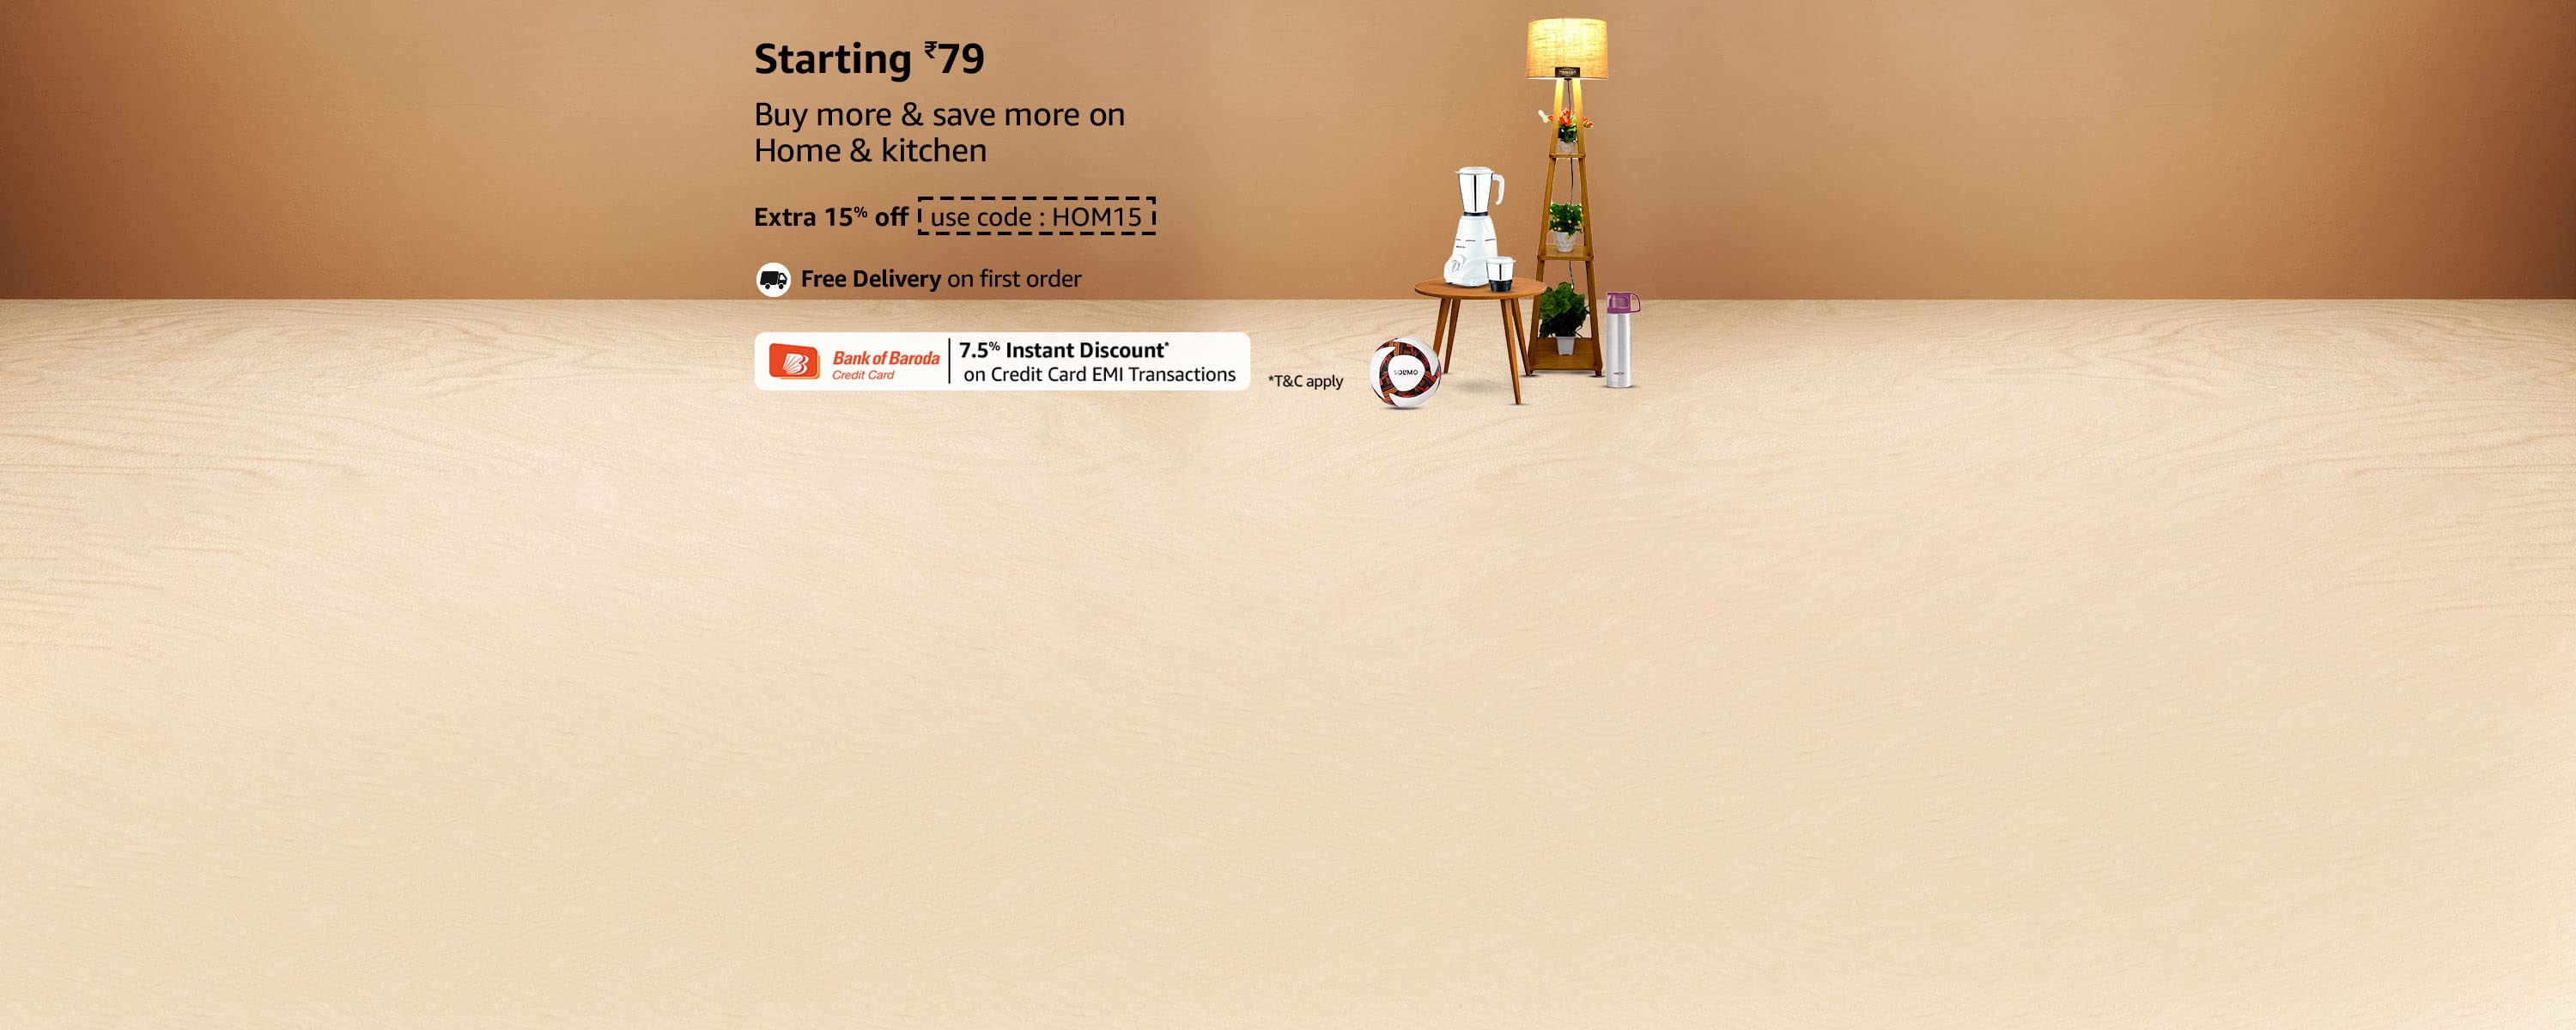 Starting ₹79
Buy more & save more on
Home & kitchen
Extra 15% off use code : HOM15
Free Delivery on first order
Bank of Baroda
Credit Card
7.5% Instant Discount*
on Credit Card EMI Transactions
*T&C apply
SOLIMO